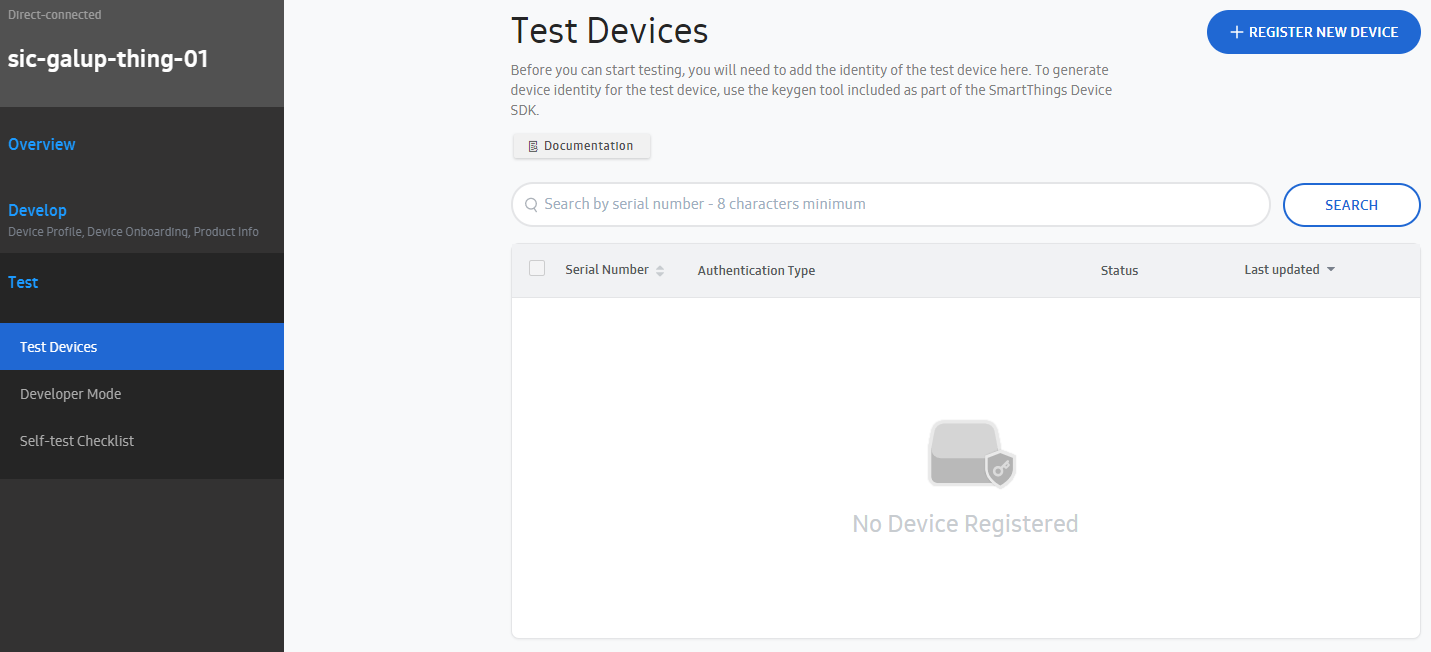 Direct-connected
sic-galup-thing-01
Overview
Develop
Device Profile, Device Onboarding, Product Info
Test
Test Devices
Developer Mode
Self-test Checklist
Test Devices
REGISTER NEW DEVICE
Before you can start testing, you will need to add the identity of the test device here. To generate
device identity for the test device, use the keygen tool included as part of the SmartThings Device
SDK.
Documentation
Search by serial number - 8 characters minimum
SEARCH
Serial Number Authentication Type Status Last updated
No Device Registered